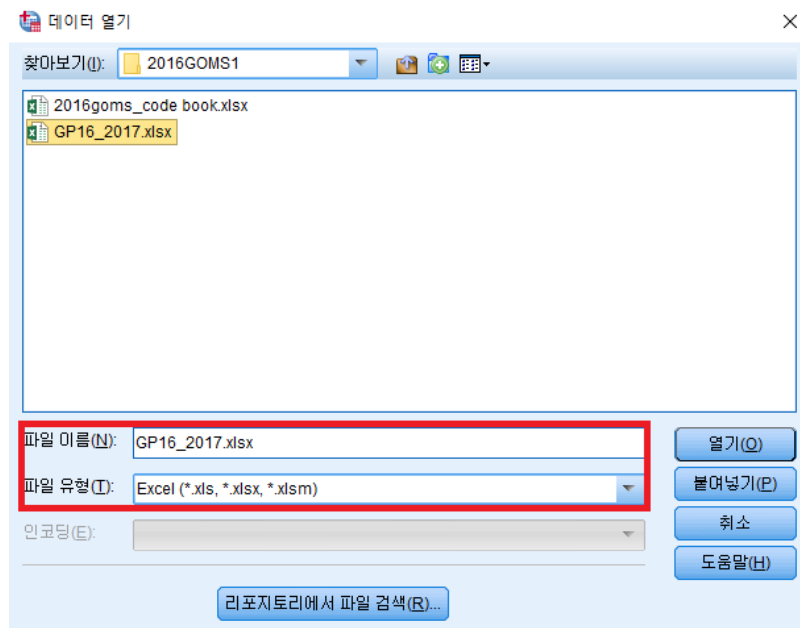 데이터 열기
찾아보기(I): 2016GOMS1
2016goms_code book.xlsx
GP16_2017.xlsx
파일 이름(N): GP16_2017.xlsx 열기(O)
파일 유형(T): Excel (*.xls, *.xlsx, *.xlsm) 붙여넣기(P)
인코딩(E): 취소
도움말(H)
리포지토리에서 파일 검색(R)...